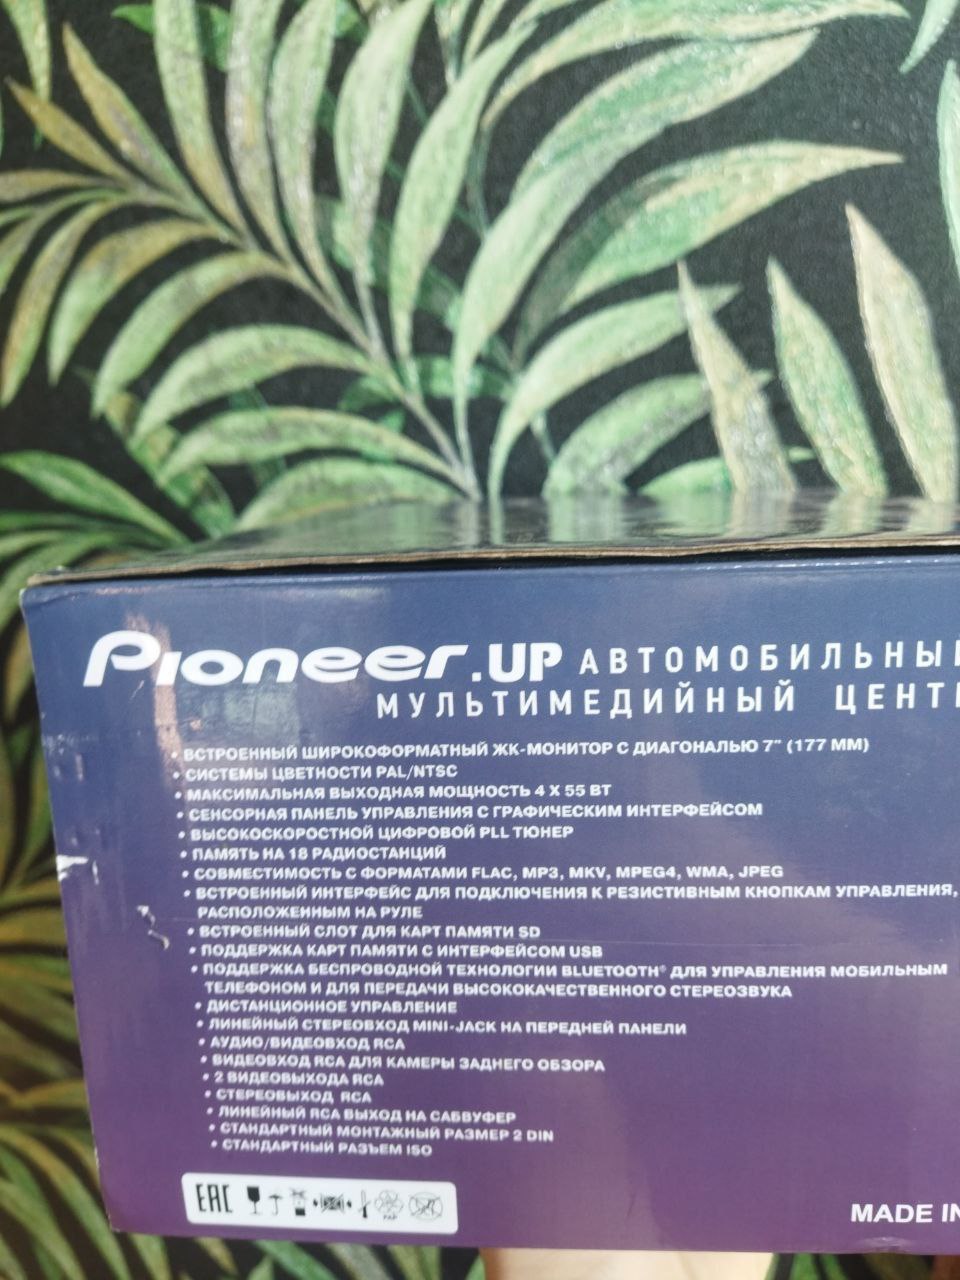 Pioneer.UP АВТОМОБИЛЬНЫ
МУЛЬТИМЕДИЙНЫЙ ЦЕНТ
• ВСТРОЕННЫЙ ШИРОКОФОРМАТНЫЙ ЖК-МОНИТОР С ДИАГОНАЛЬЮ 7" (177 ММ)
• СИСТЕМЫ ЦВЕТНОСТИ PAL/NTSC
• МАКСИМАЛЬНАЯ ВЫХОДНАЯ МОЩНОСТЬ 4 Х 55 ВТ
• СЕНСОРНАЯ ПАНЕЛЬ УПРАВЛЕНИЯ С ГРАФИЧЕСКИМ ИНТЕРФЕЙСОМ
• ВЫСОКОСКОРОСТНОЙ ЦИФРОВОЙ PLL ТЮНЕР
• ПАМЯТЬ НА 18 РАДИОСТАНЦИЙ
• СОВМЕСТИМОСТЬ С ФОРМАТАМИ FLAC, MP3, MKV, MPEG4, WMA, JPEG
• ВСТРОЕННЫЙ ИНТЕРФЕЙС ДЛЯ ПОДКЛЮЧЕНИЯ К РЕЗИСТИВНЫМ КНОПКАМ УПРАВЛЕНИЯ,
РАСПОЛОЖЕННЫМ НА РУЛЕ
• ВСТРОЕННЫЙ СЛОТ ДЛЯ КАРТ ПАМЯТИ SD
• ПОДДЕРЖКА КАРТ ПАМЯТИ С ИНТЕРФЕЙСОМ USB
• ПОДДЕРЖКА БЕСПРОВОДНОЙ ТЕХНОЛОГИИ BLUETOOTH® ДЛЯ УПРАВЛЕНИЯ МОБИЛЬНЫМ
ТЕЛЕФОНОМ И ДЛЯ ПЕРЕДАЧИ ВЫСОКОКАЧЕСТВЕННОГО СТЕРЕОЗВУКА
• ДИСТАНЦИОННОЕ УПРАВЛЕНИЕ
• ЛИНЕЙНЫЙ СТЕРЕОВХОД MINI-JACK НА ПЕРЕДНЕЙ ПАНЕЛИ
• АУДИО/ВИДЕОВХОД RCA
• ВИДЕОВХОД RCA ДЛЯ КАМЕРЫ ЗАДНЕГО ОБЗОРА
• 2 ВИДЕОВЫХОДА RCA
• СТЕРЕОВЫХОД RCA
• ЛИНЕЙНЫЙ RCA ВЫХОД НА САБВУФЕР
• СТАНДАРТНЫЙ МОНТАЖНЫЙ РАЗМЕР 2 DIN
• СТАНДАРТНЫЙ РАЗЪЕМ ISO
EAC
MADE IN